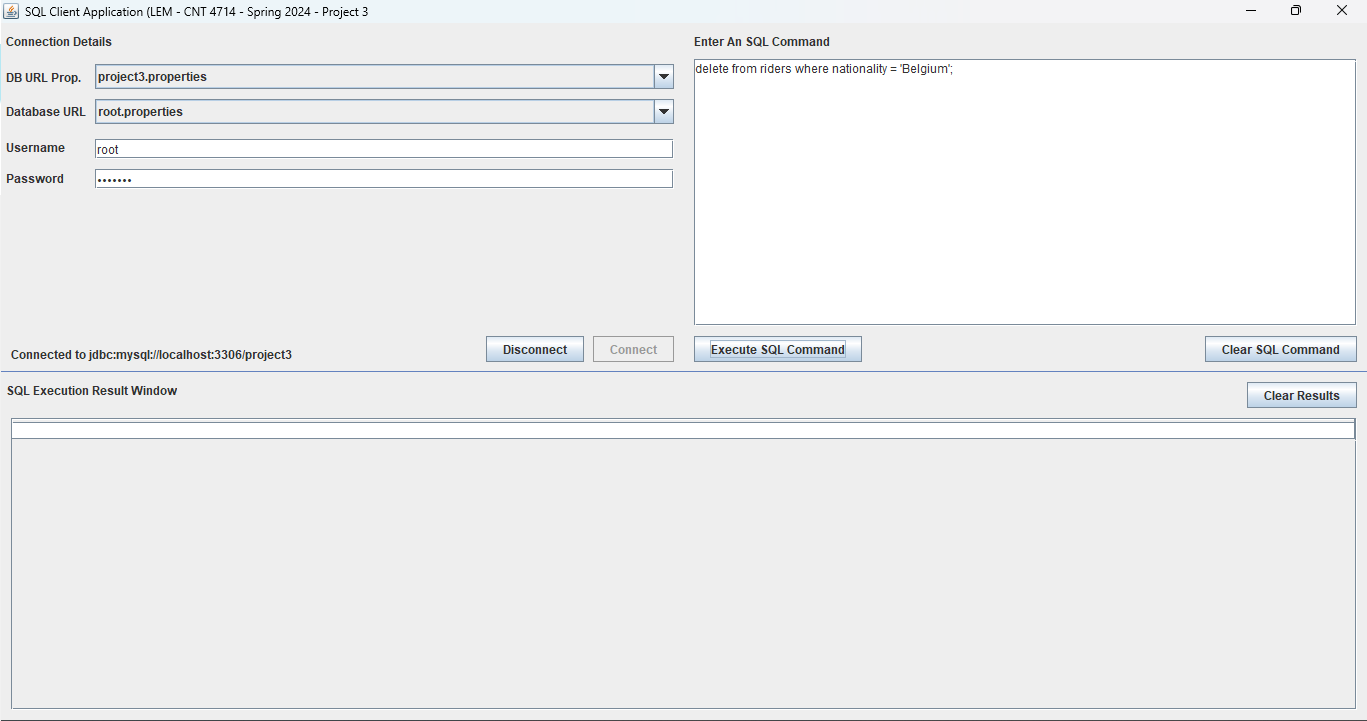 SQL Client Application (LEM - CNT 4714 - Spring 2024 - Project 3
Connection Details
DB URL Prop.
project3.properties
Database URL
root.properties
Username
root
Password
•••••••
Connected to jdbc:mysql://localhost:3306/project3
Disconnect
Connect
Enter An SQL Command
delete from riders where nationality = 'Belgium';
Execute SQL Command
Clear SQL Command
SQL Execution Result Window
Clear Results